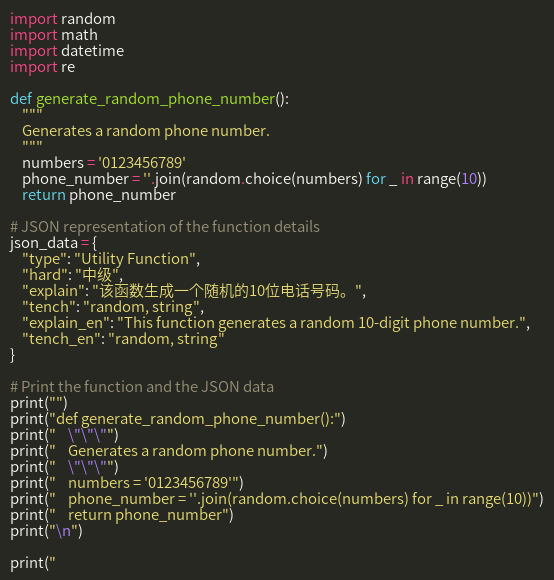 import random
import math
import datetime
import re

def generate_random_phone_number():
    """
    Generates a random phone number.
    """
    numbers = '0123456789'
    phone_number = ''.join(random.choice(numbers) for _ in range(10))
    return phone_number

# JSON representation of the function details
json_data = {
    "type": "Utility Function",
    "hard": "中级",
    "explain": "该函数生成一个随机的10位电话号码。",
    "tench": "random, string",
    "explain_en": "This function generates a random 10-digit phone number.",
    "tench_en": "random, string"
}

# Print the function and the JSON data
print("")
print("def generate_random_phone_number():")
print("    \"\"\"")
print("    Generates a random phone number.")
print("    \"\"\"")
print("    numbers = '0123456789'")
print("    phone_number = ''.join(random.choice(numbers) for _ in range(10))")
print("    return phone_number")
print("\n")

print("